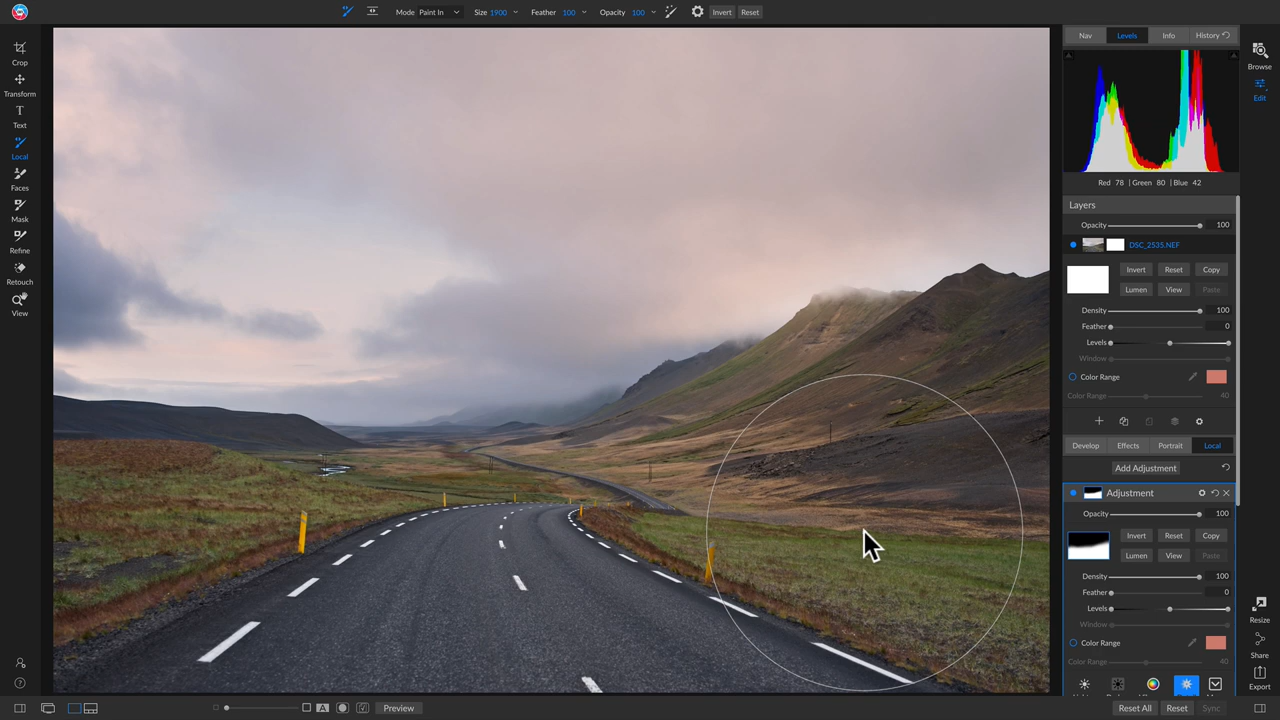 Mode Paint In Size 1900 Feather 100 Opacity 100 Invert Reset
Crop
Transform
Text
Local
Faces
Mask
Refine
Retouch
View
Nav Levels Info History
Red 78 | Green 80 | Blue 42
Layers
Opacity 100
DSC_2535.NEF
Invert Reset Copy
Lumen View Paste
Density 100
Feather 0
Levels
Window
Color Range
Color Range 40
Develop Effects Portrait Local
Add Adjustment
Adjustment
Opacity 100
Invert Reset Copy
Lumen View Paste
Density 100
Feather 0
Levels
Window
Color Range
Color Range 40
A Preview
Reset All Reset Sync
Browse
Edit
Resize
Share
Export